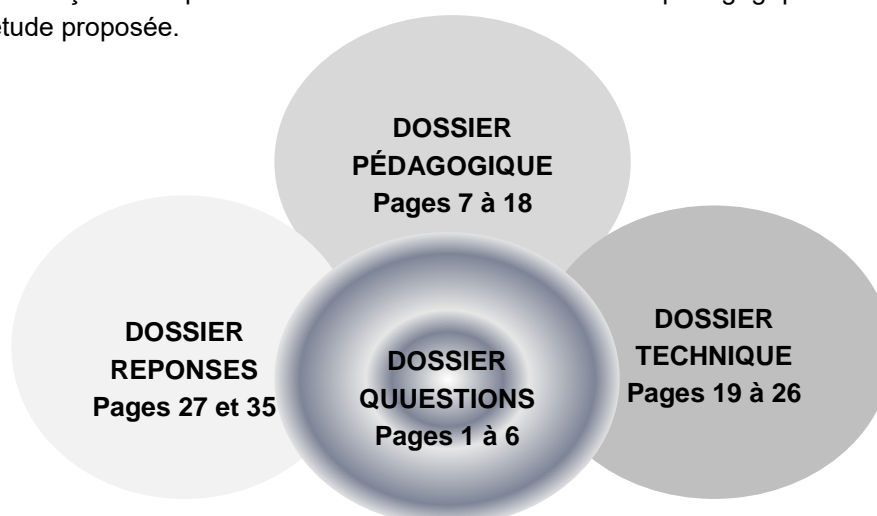 étude proposée.
DOSSIER
PÉDAGOGIQUE
Pages 7 à 18
DOSSIER
REPONSES
Pages 27 et 35
DOSSIER
QUUESTIONS
Pages 1 à 6
DOSSIER
TECHNIQUE
Pages 19 à 26